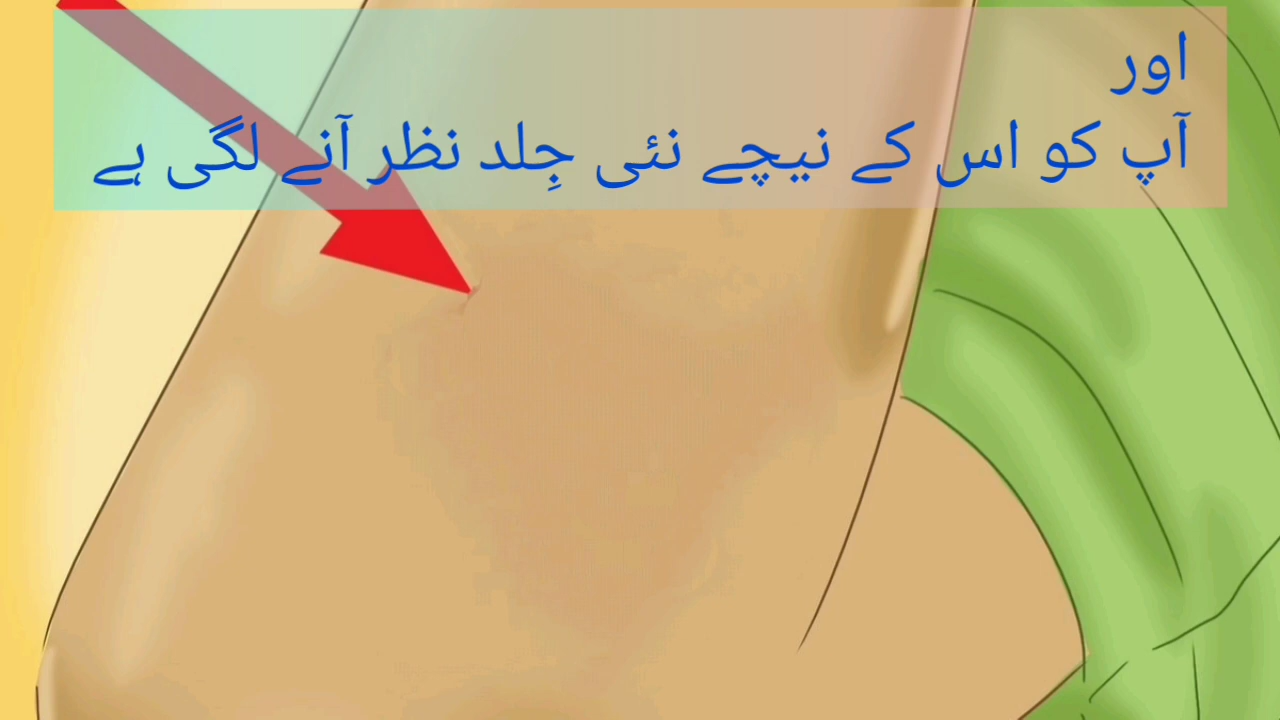 اور
آپ کو اس کے نیچے نئی جِلد نظر آنے لگی ہے